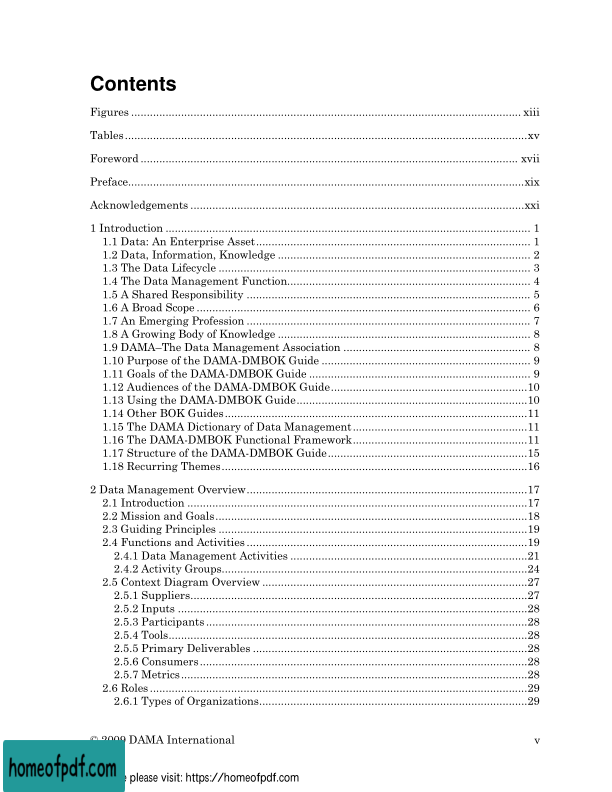 Contents
Figures ............ xiii
Tables ............ xv
Foreword ............ xvii
Preface ............ xix
Acknowledgements ............ xxi
1 Introduction ............ 1
1.1 Data: An Enterprise Asset ............ 1
1.2 Data, Information, Knowledge ............ 2
1.3 The Data Lifecycle ............ 3
1.4 The Data Management Function ............ 4
1.5 A Shared Responsibility ............ 5
1.6 A Broad Scope ............ 6
1.7 An Emerging Profession ............ 7
1.8 A Growing Body of Knowledge ............ 8
1.9 DAMA–The Data Management Association ............ 8
1.10 Purpose of the DAMA-DMBOK Guide ............ 9
1.11 Goals of the DAMA-DMBOK Guide ............ 9
1.12 Audiences of the DAMA-DMBOK Guide ............ 10
1.13 Using the DAMA-DMBOK Guide ............ 10
1.14 Other BOK Guides ............ 11
1.15 The DAMA Dictionary of Data Management ............ 11
1.16 The DAMA-DMBOK Functional Framework ............ 11
1.17 Structure of the DAMA-DMBOK Guide ............ 15
1.18 Recurring Themes ............ 16
2 Data Management Overview ............ 17
2.1 Introduction ............ 17
2.2 Mission and Goals ............ 18
2.3 Guiding Principles ............ 19
2.4 Functions and Activities ............ 19
2.4.1 Data Management Activities ............ 21
2.4.2 Activity Groups ............ 24
2.5 Context Diagram Overview ............ 27
2.5.1 Suppliers ............ 27
2.5.2 Inputs ............ 28
2.5.3 Participants ............ 28
2.5.4 Tools ............ 28
2.5.5 Primary Deliverables ............ 28
2.5.6 Consumers ............ 28
2.5.7 Metrics ............ 28
2.6 Roles ............ 29
2.6.1 Types of Organizations ............ 29
© 2009 DAMA International v
homeofpdf.com
please visit: https://homeofpdf.com